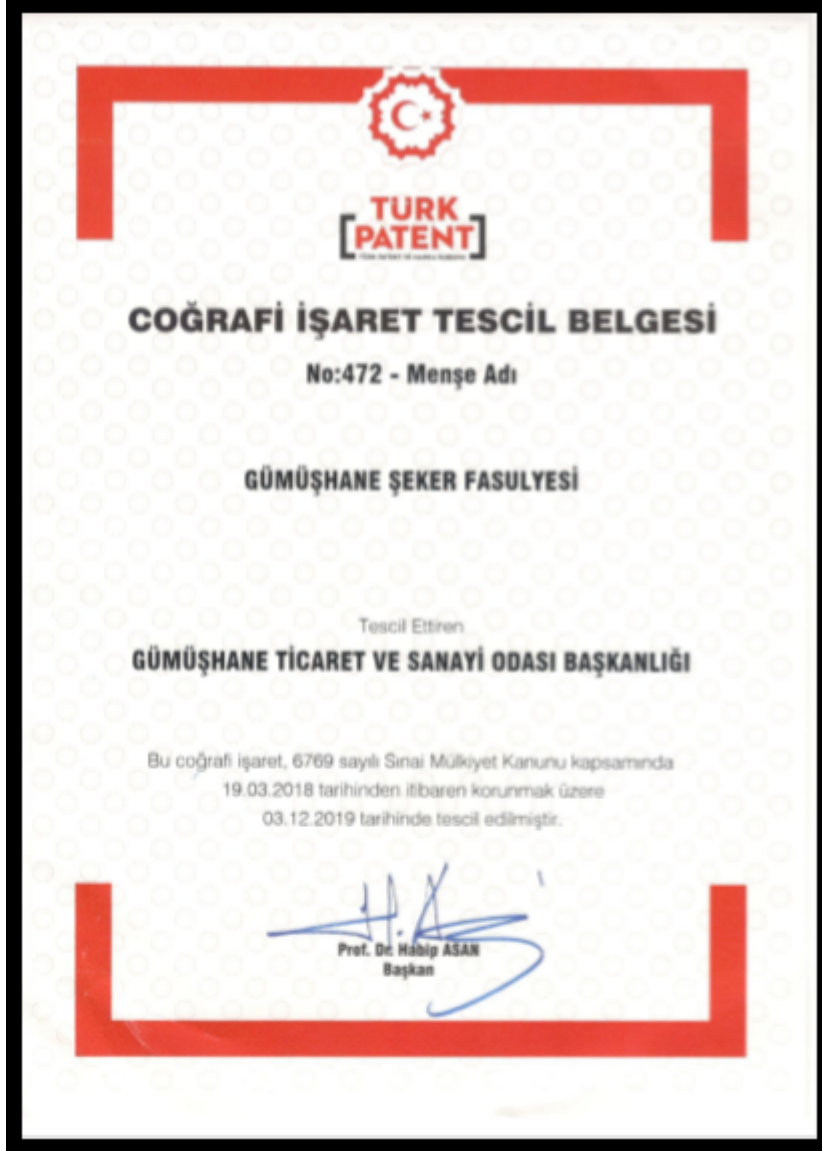 TÜRK
PATENT
COĞRAFİ İŞARET TESCİL BELGESİ
No:472 - Menşe Adı
GÜMÜŞHANE ŞEKER FASULYESİ
Tescil Ettiren
GÜMÜŞHANE TİCARET VE SANAYİ ODASI BAŞKANLIĞI
Bu coğrafi işaret, 6769 sayılı Sınai Mülkiyet Kanunu kapsamında
19.03.2018 tarihinden itibaren korunmak üzere
03.12.2019 tarihinde tescil edilmiştir.
Prof. Dr. Habip ASAN
Başkan